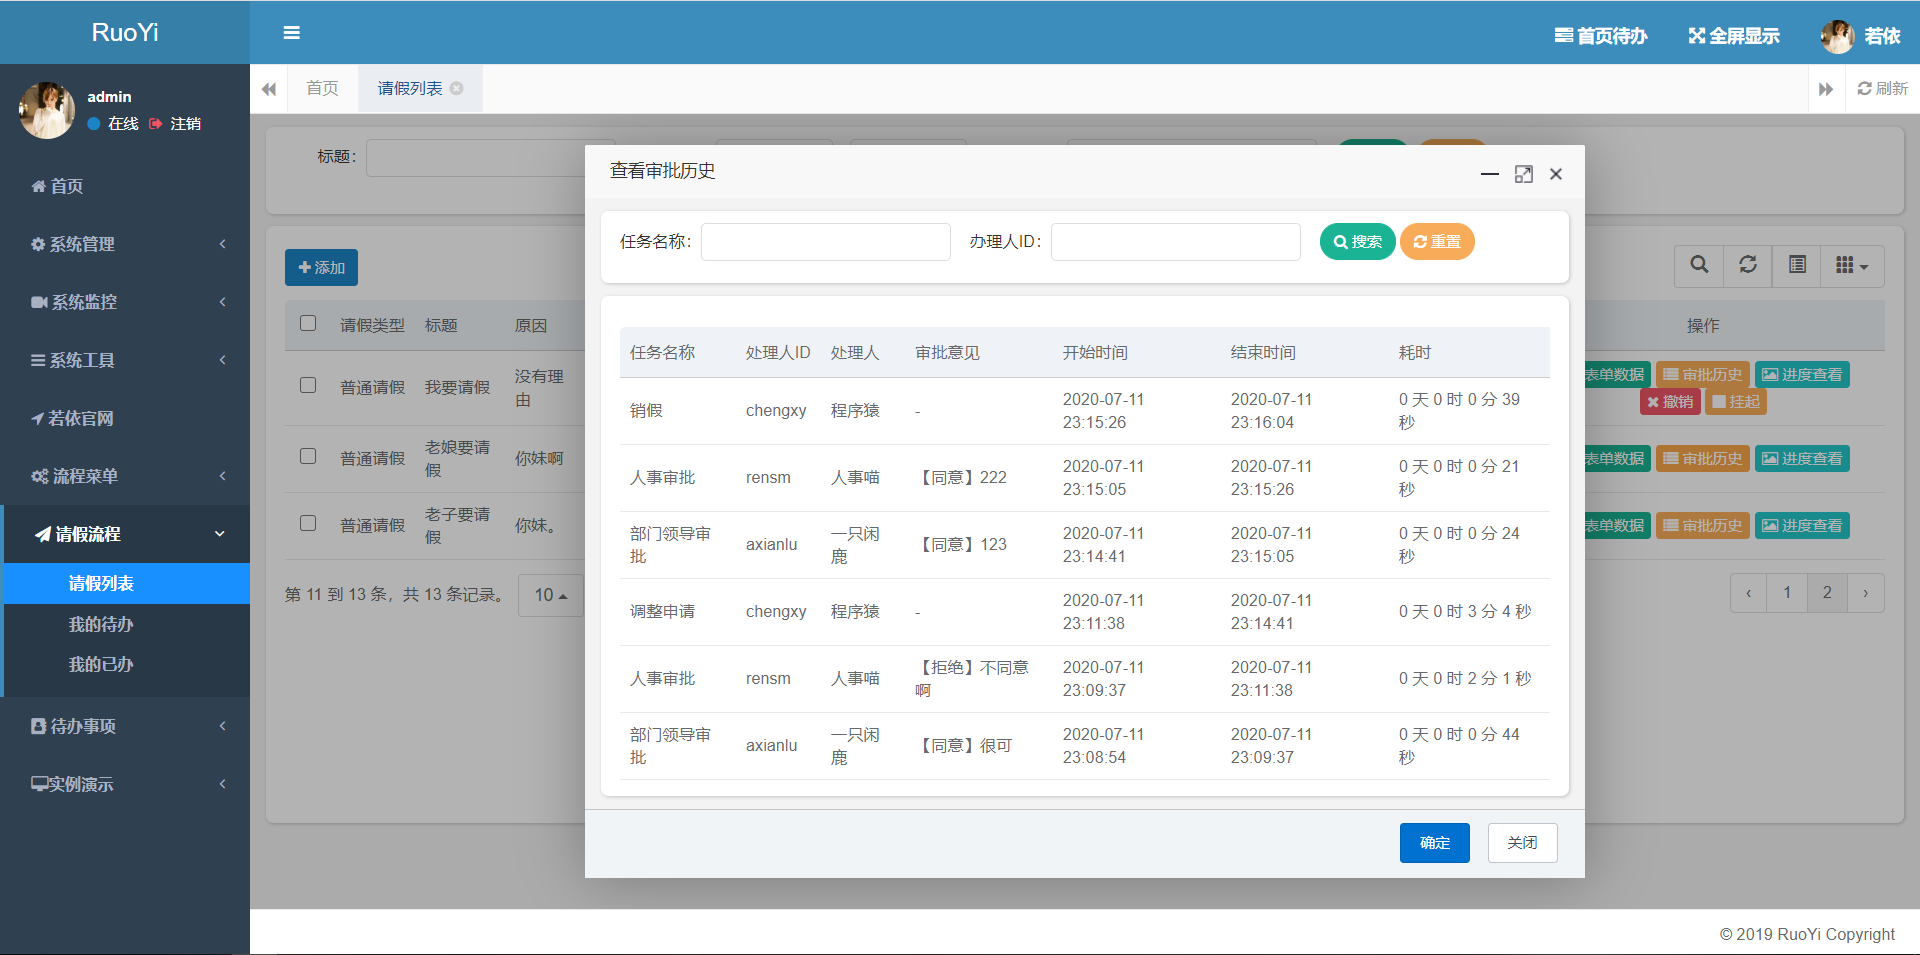 RuoYi
首页待办
全屏显示
若依
admin
在线
注销
首页
请假列表
刷新
首页
系统管理
系统监控
系统工具
若依官网
流程菜单
请假流程
请假列表
我的待办
我的已办
待办事项
实例演示
标题：
添加
请假类型 标题 原因
操作
普通请假 我要请假 没有理
由
表单数据 审批历史 进度查看
撤销 挂起
普通请假 老娘要请
假 你妹啊
表单数据 审批历史 进度查看
普通请假 老子要请
假 你妹。
表单数据 审批历史 进度查看
第 11 到 13 条，共 13 条记录。 10
‹ 1 2 ›
查看审批历史
任务名称： 办理人ID： 搜索 重置
任务名称 处理人ID 处理人 审批意见 开始时间 结束时间 耗时
销假 chengxy 程序猿 - 2020-07-11
23:15:26 2020-07-11
23:16:04 0 天 0 时 0 分 39
秒
人事审批 rensm 人事喵 【同意】222 2020-07-11
23:15:05 2020-07-11
23:15:26 0 天 0 时 0 分 21
秒
部门领导审
批 axianlu 一只闲
鹿 【同意】123 2020-07-11
23:14:41 2020-07-11
23:15:05 0 天 0 时 0 分 24
秒
调整申请 chengxy 程序猿 - 2020-07-11
23:11:38 2020-07-11
23:14:41 0 天 0 时 3 分 4 秒
人事审批 rensm 人事喵 【拒绝】不同意
啊 2020-07-11
23:09:37 2020-07-11
23:11:38 0 天 0 时 2 分 1 秒
部门领导审
批 axianlu 一只闲
鹿 【同意】很可 2020-07-11
23:08:54 2020-07-11
23:09:37 0 天 0 时 0 分 44
秒
确定 关闭
© 2019 RuoYi Copyright